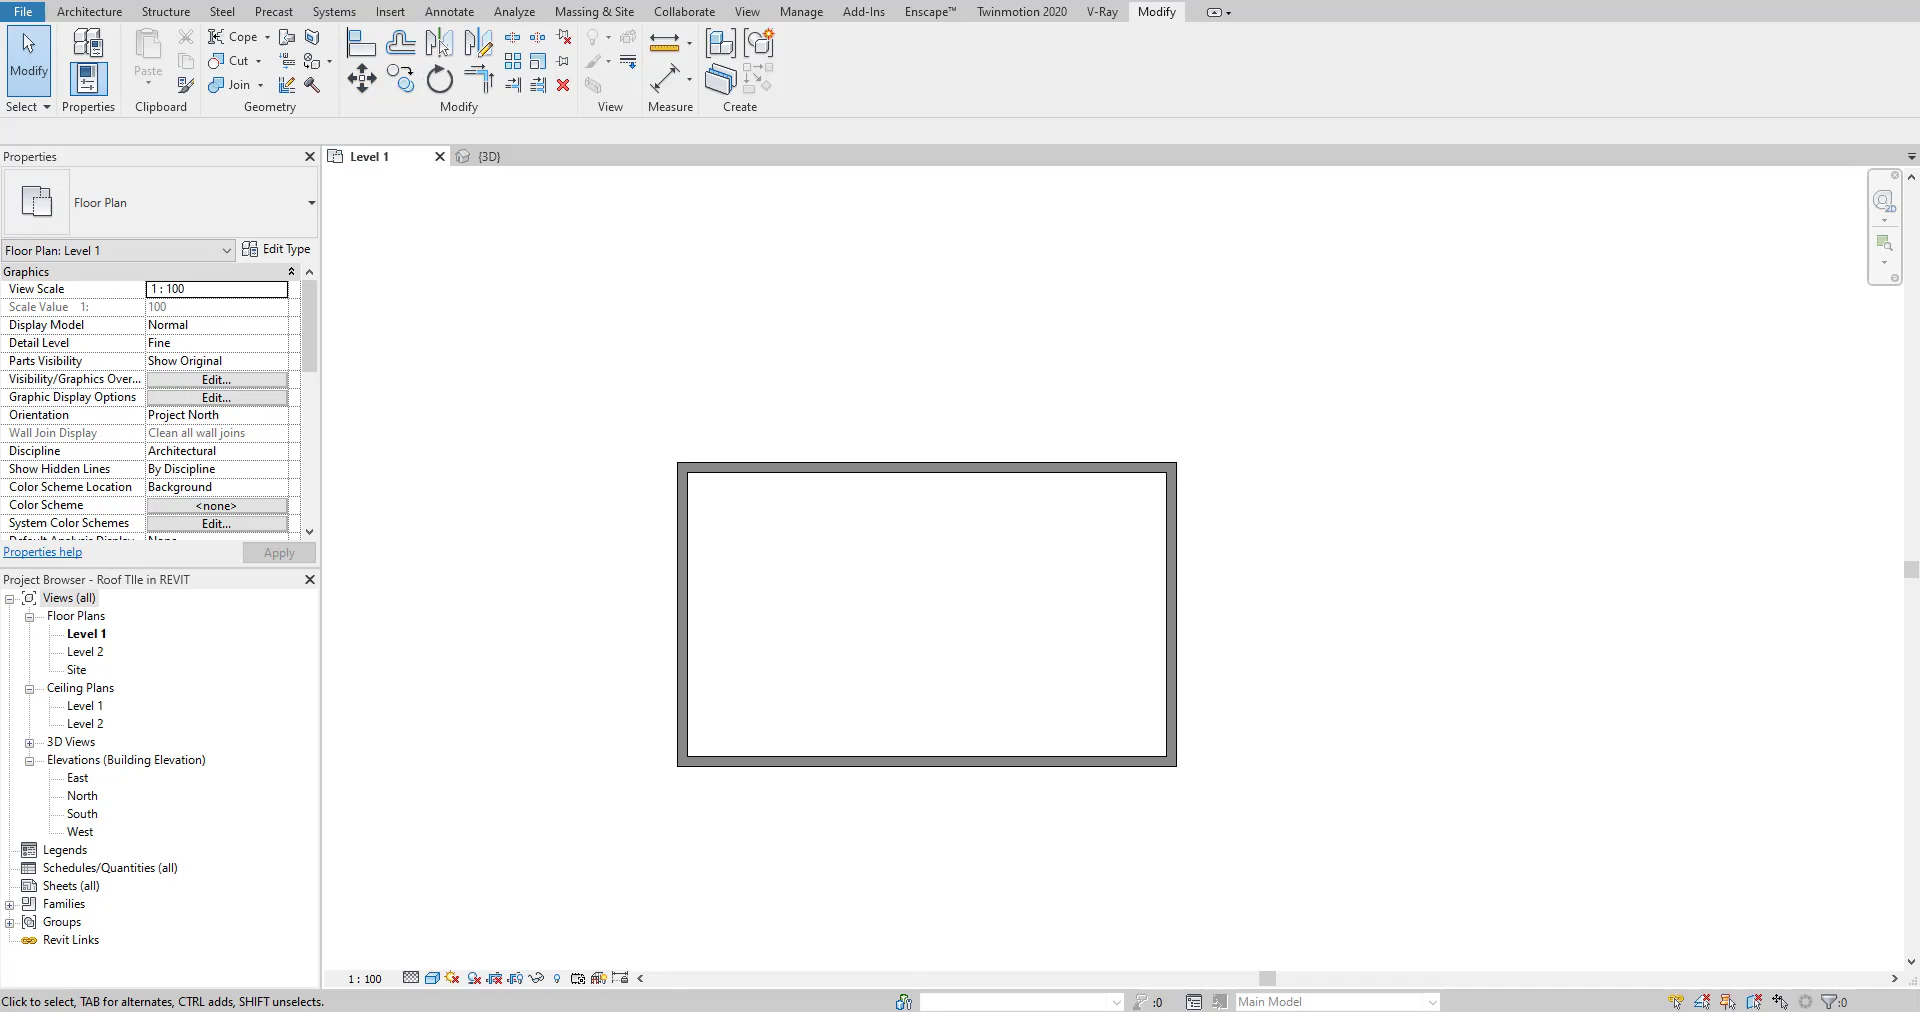 File Architecture Structure Steel Precast Systems Insert Annotate Analyze Massing & Site Collaborate View Manage Add-Ins Enscape™ Twinmotion 2020 V-Ray Modify
Modify
Select
Properties
Paste
Clipboard
Cope
Cut
Join
Geometry
Modify
View
Measure
Create
Properties
Floor Plan
Floor Plan: Level 1
Edit Type
Graphics
View Scale 1 : 100
Scale Value 1: 100
Display Model Normal
Detail Level Fine
Parts Visibility Show Original
Visibility/Graphics Over... Edit...
Graphic Display Options Edit...
Orientation Project North
Wall Join Display Clean all wall joins
Discipline Architectural
Show Hidden Lines By Discipline
Color Scheme Location Background
Color Scheme <none>
System Color Schemes Edit...
Default Analysis Display None
Properties help Apply
Project Browser - Roof TIle in REVIT
Views (all)
Floor Plans
Level 1
Level 2
Site
Ceiling Plans
Level 1
Level 2
3D Views
Elevations (Building Elevation)
East
North
South
West
Legends
Schedules/Quantities (all)
Sheets (all)
Families
Groups
Revit Links
Level 1
{3D}
2D
1 : 100
Click to select, TAB for alternates, CTRL adds, SHIFT unselects.
:0
Main Model
:0